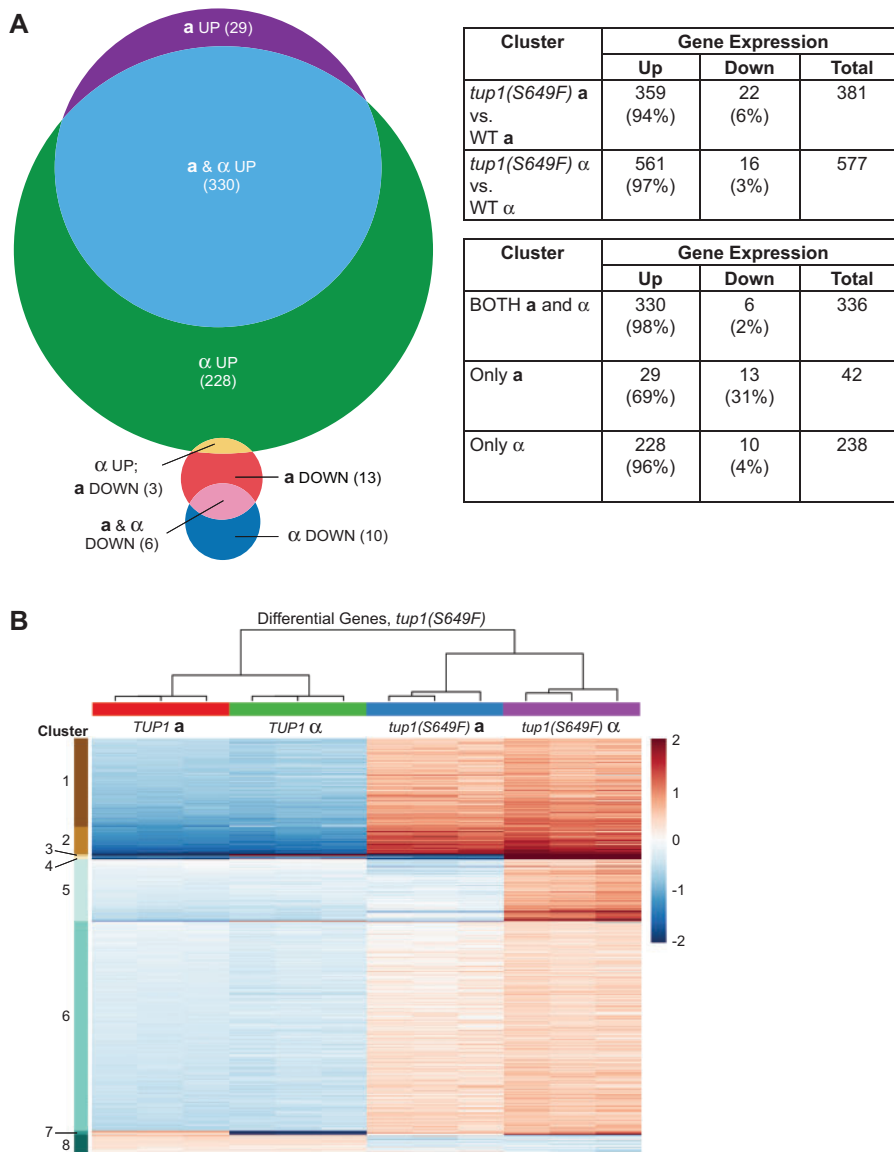 A
a UP (29)
a & α UP
(330)
α UP
(228)
α UP;
a DOWN (3)
a DOWN (13)
a & α
DOWN (6)
α DOWN (10)
Cluster Gene Expression
Up Down Total
tup1(S649F) a 359 22 381
vs. (94%) (6%)
WT a
tup1(S649F) α 561 16 577
vs. (97%) (3%)
WT α
Cluster Gene Expression
Up Down Total
BOTH a and α 330 6 336
(98%) (2%)
Only a 29 13 42
(69%) (31%)
Only α 228 10 238
(96%) (4%)
B
Differential Genes, tup1(S649F)
Cluster TUP1 a TUP1 α tup1(S649F) a tup1(S649F) α
1
2
3
4
5
6
7
8
2
1
0
-1
-2